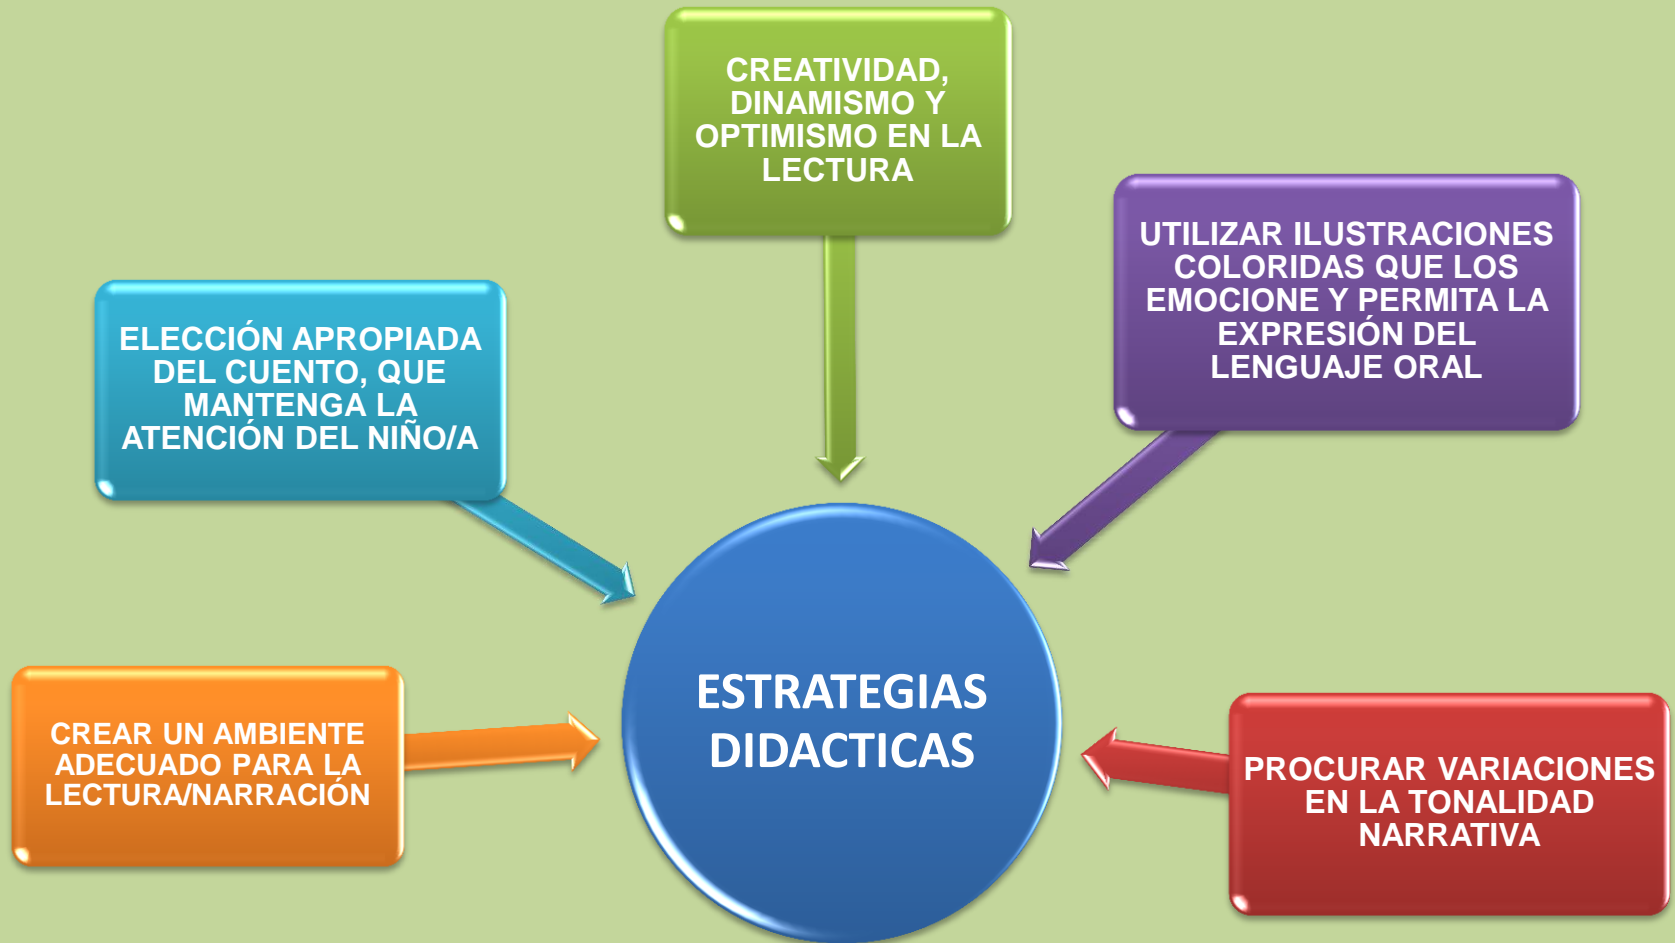 CREATIVIDAD,
DINAMISMO Y
OPTIMISMO EN LA
LECTURA
UTILIZAR ILUSTRACIONES
COLORIDAS QUE LOS
EMOCIONE Y PERMITA LA
EXPRESIÓN DEL
LENGUAJE ORAL
ELECCIÓN APROPIADA
DEL CUENTO, QUE
MANTENGA LA
ATENCIÓN DEL NIÑO/A
ESTRATEGIAS
DIDACTICAS
CREAR UN AMBIENTE
ADECUADO PARA LA
LECTURA/NARRACIÓN
PROCURAR VARIACIONES
EN LA TONALIDAD
NARRATIVA